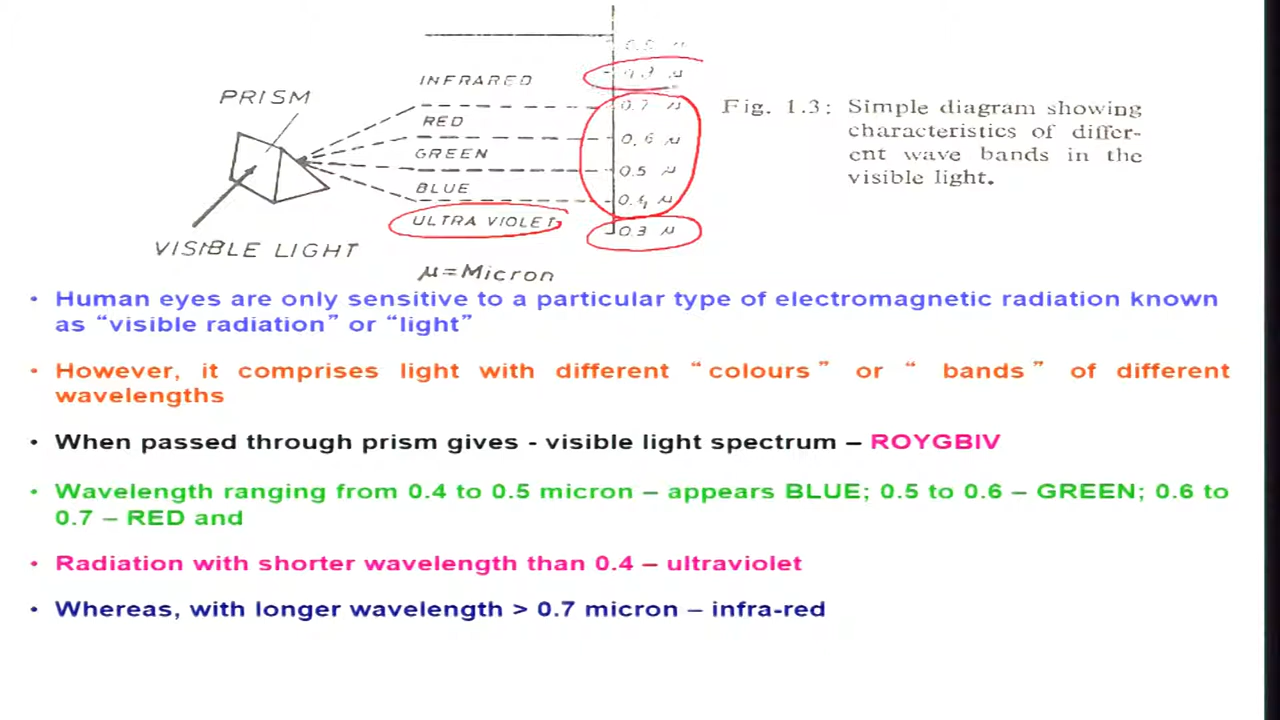 0.9 μ
0.8 μ
INFRARED
PRISM
0.7 μ
RED
0.6 μ
GREEN
0.5 μ
BLUE
0.4 μ
ULTRA VIOLET
0.3 μ
VISIBLE LIGHT
μ = Micron
Fig. 1.3: Simple diagram showing
characteristics of differ-
ent wave bands in the
visible light.
• Human eyes are only sensitive to a particular type of electromagnetic radiation known
as “visible radiation” or “light”
• However, it comprises light with different “colours” or “ bands” of different
wavelengths
• When passed through prism gives - visible light spectrum – ROYGBIV
• Wavelength ranging from 0.4 to 0.5 micron – appears BLUE; 0.5 to 0.6 – GREEN; 0.6 to
0.7 – RED and
• Radiation with shorter wavelength than 0.4 – ultraviolet
• Whereas, with longer wavelength > 0.7 micron – infra-red